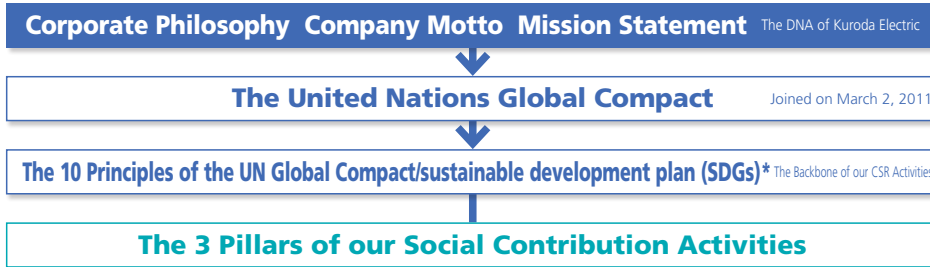 Corporate Philosophy Company Motto Mission Statement The DNA of Kuroda Electric
The United Nations Global Compact Joined on March 2, 2011
The 10 Principles of the UN Global Compact/sustainable development plan (SDGs)* The Backbone of our CSR Activities
The 3 Pillars of our Social Contribution Activities